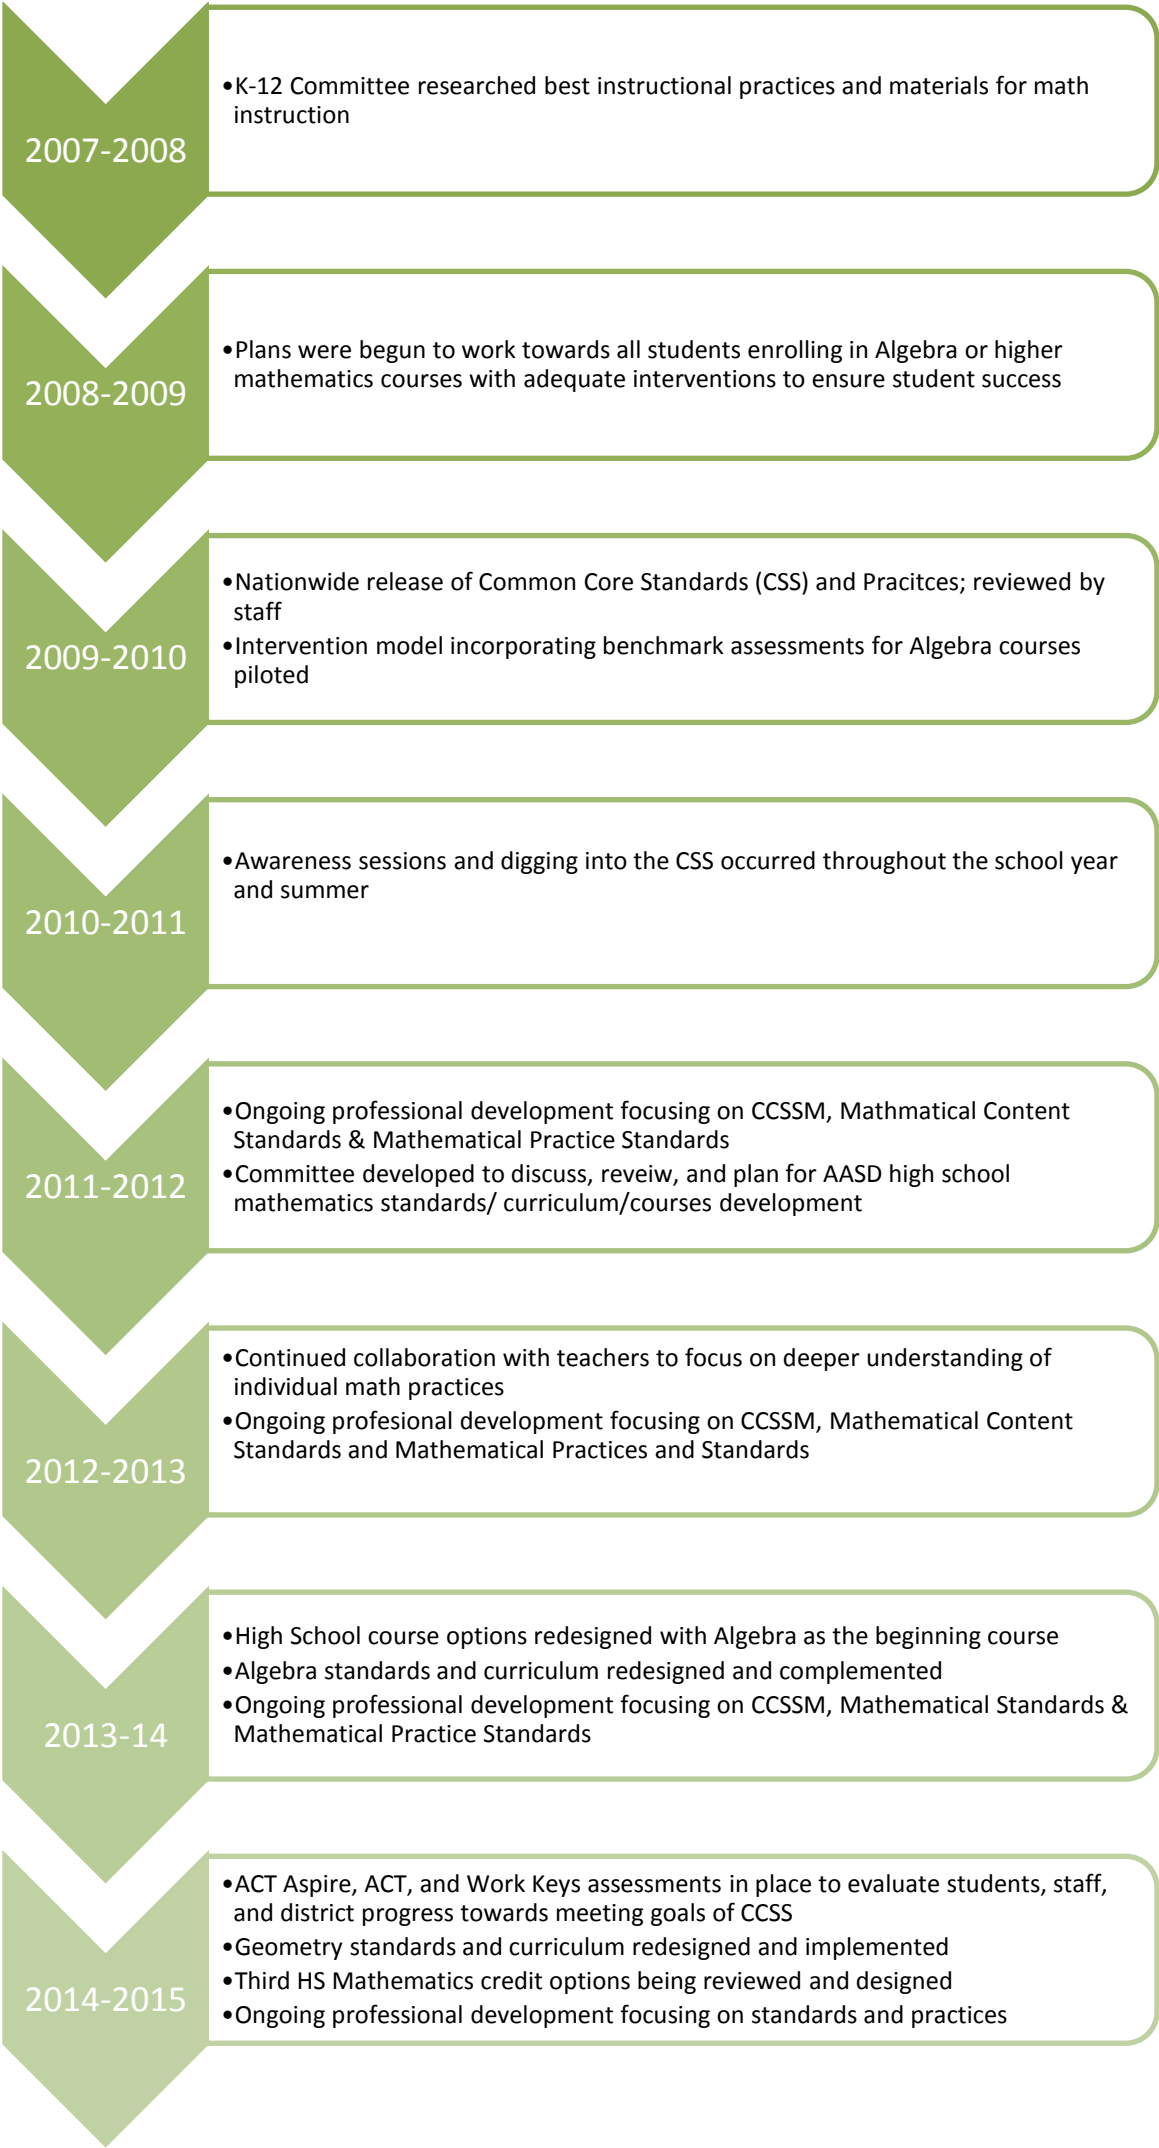 2007-2008
•K-12 Committee researched best instructional practices and materials for math
instruction
2008-2009
•Plans were begun to work towards all students enrolling in Algebra or higher
mathematics courses with adequate interventions to ensure student success
2009-2010
•Nationwide release of Common Core Standards (CSS) and Pracitces; reviewed by
staff
•Intervention model incorporating benchmark assessments for Algebra courses
piloted
2010-2011
•Awareness sessions and digging into the CSS occurred throughout the school year
and summer
2011-2012
•Ongoing professional development focusing on CCSSM, Mathmatical Content
Standards & Mathematical Practice Standards
•Committee developed to discuss, reveiw, and plan for AASD high school
mathematics standards/ curriculum/courses development
2012-2013
•Continued collaboration with teachers to focus on deeper understanding of
individual math practices
•Ongoing profesional development focusing on CCSSM, Mathematical Content
Standards and Mathematical Practices and Standards
2013-14
•High School course options redesigned with Algebra as the beginning course
•Algebra standards and curriculum redesigned and complemented
•Ongoing professional development focusing on CCSSM, Mathematical Standards &
Mathematical Practice Standards
2014-2015
•ACT Aspire, ACT, and Work Keys assessments in place to evaluate students, staff,
and district progress towards meeting goals of CCSS
•Geometry standards and curriculum redesigned and implemented
•Third HS Mathematics credit options being reviewed and designed
•Ongoing professional development focusing on standards and practices